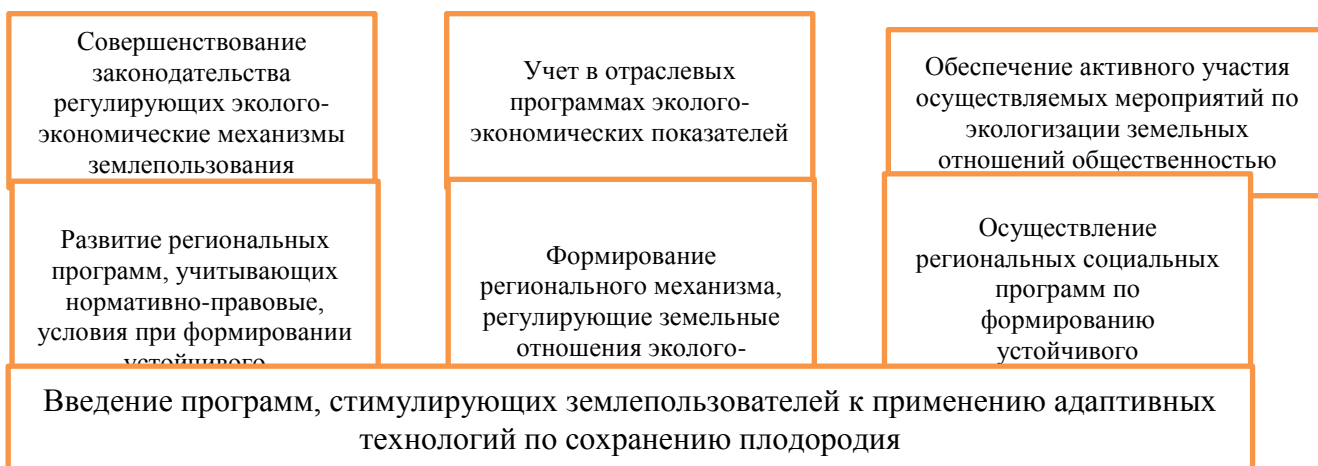 Совершенствование
законодательства
регулирующих эколого-
экономические механизмы
землепользования
Учет в отраслевых
программах эколого-
экономических показателей
Обеспечение активного участия
осуществляемых мероприятий по
экологизации земельных
отношений общественностью
Развитие региональных
программ, учитывающих
нормативно-правовые,
условия при формировании
устойчивого
Формирование
регионального механизма,
регулирующие земельные
отношения эколого-
Осуществление
региональных социальных
программ по
формированию
устойчивого
Введение программ, стимулирующих землепользователей к применению адаптивных
технологий по сохранению плодородия